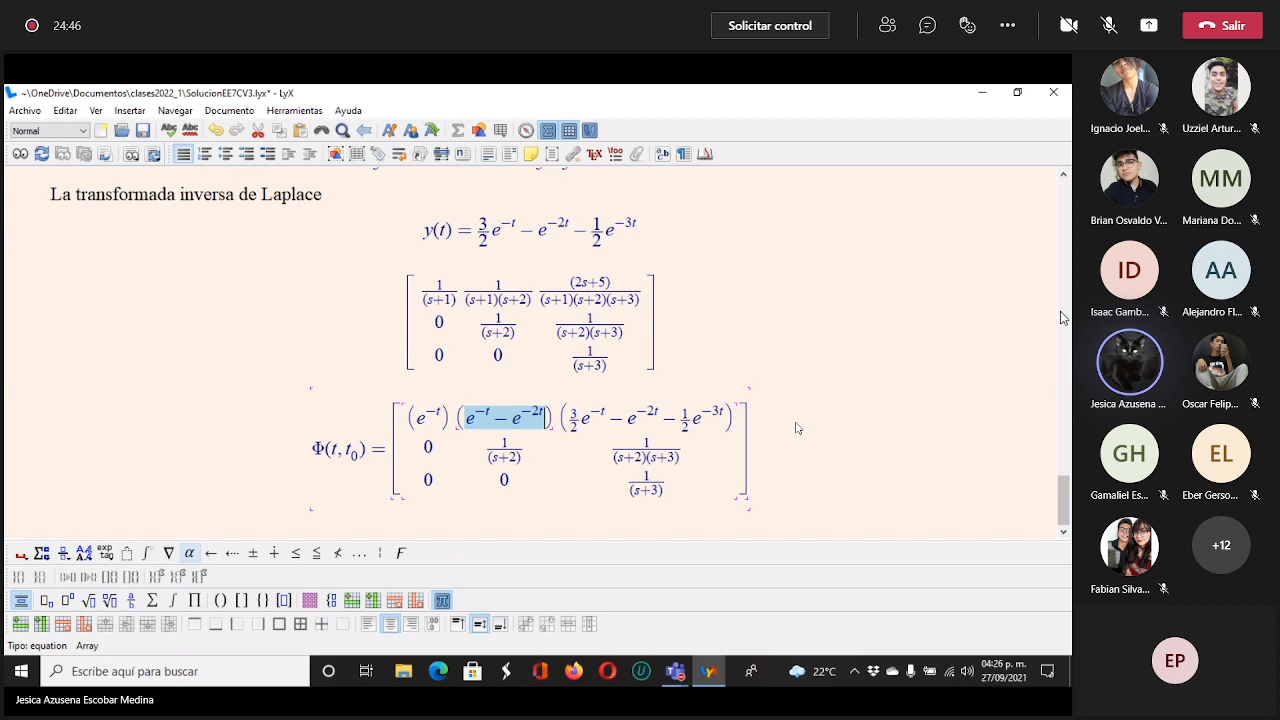 24:46
Solicitar control
Salir
~\OneDrive\Documentos\clases2022_1\SolucionEE7CV3.lyx* - LyX
Archivo Editar Ver Insertar Navegar Documento Herramientas Ayuda
Normal
La transformada inversa de Laplace
y(t) = 3/2 e^{-t} - e^{-2t} - 1/2 e^{-3t}
1/(s+1) 1/((s+1)(s+2)) (2s+5)/((s+1)(s+2)(s+3))
0 1/(s+2) 1/((s+2)(s+3))
0 0 1/(s+3)
(e^{-t}) (e^{-t} - e^{-2t}) (3/2 e^{-t} - e^{-2t} - 1/2 e^{-3t})
Φ(t, t_0) = 0 1/(s+2) 1/((s+2)(s+3))
0 0 1/(s+3)
Tipo: equation Array
Escribe aquí para buscar
22°C
04:26 p. m.
27/09/2021
Jesica Azusena Escobar Medina
Ignacio Joel...
Uzziel Artur...
Brian Osvaldo V...
MM
Mariana Do...
ID
Isaac Gamb...
AA
Alejandro Fl...
Jesica Azusena ...
Oscar Felip...
GH
Gamaliel Es...
EL
Eber Gerso...
Fabian Silva...
+12
EP